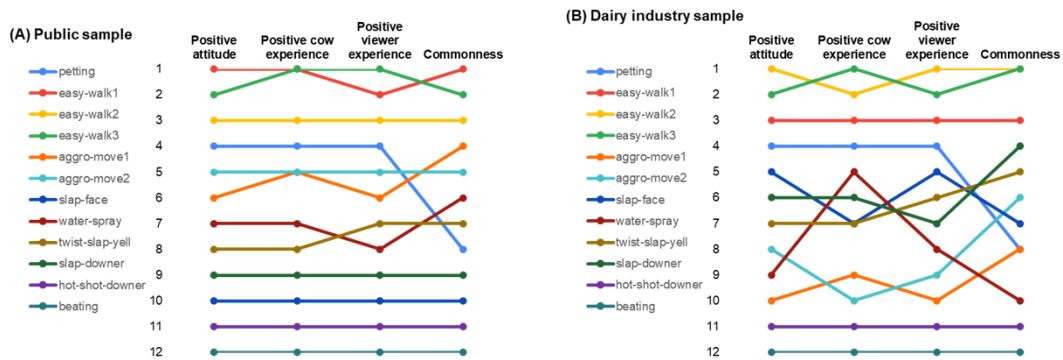 (A) Public sample
Positive attitude
Positive cow experience
Positive viewer experience
Commonness
petting
easy-walk1
easy-walk2
easy-walk3
aggro-move1
aggro-move2
slap-face
water-spray
twist-slap-yell
slap-downer
hot-shot-downer
beating
1
2
3
4
5
6
7
8
9
10
11
12
(B) Dairy industry sample
Positive attitude
Positive cow experience
Positive viewer experience
Commonness
petting
easy-walk1
easy-walk2
easy-walk3
aggro-move1
aggro-move2
slap-face
water-spray
twist-slap-yell
slap-downer
hot-shot-downer
beating
1
2
3
4
5
6
7
8
9
10
11
12